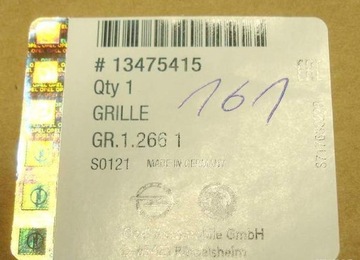 # 13475415
Qty 1
GRILLE 161
GR.1.266 1
S0121 MADE IN GERMANY
GmbH